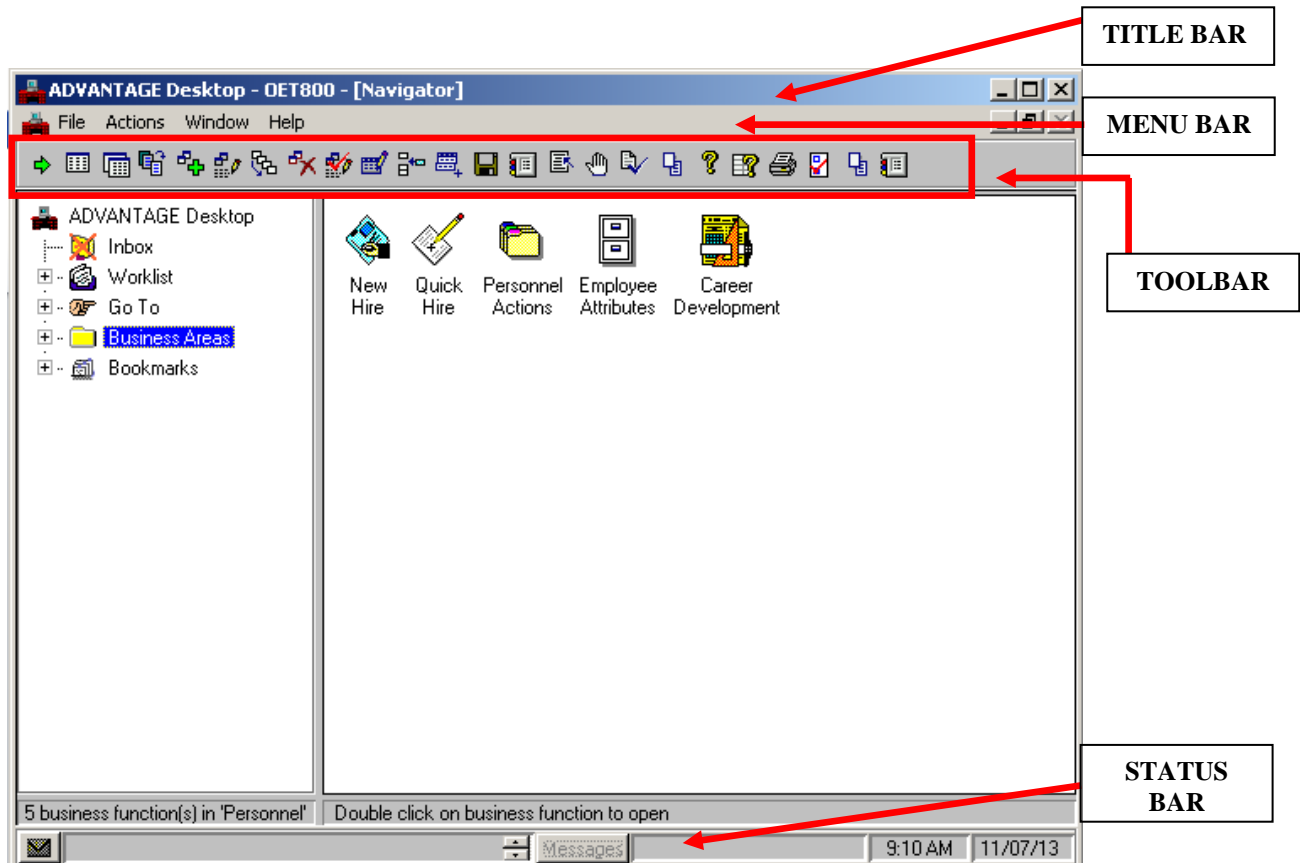 TITLE BAR
ADVANTAGE Desktop - OET800 - [Navigator]
File Actions Window Help
MENU BAR
TOOLBAR
ADVANTAGE Desktop
Inbox
Worklist
Go To
Business Areas
Bookmarks
New Hire
Quick Hire
Personnel Actions
Employee Attributes
Career Development
STATUS
BAR
5 business function(s) in 'Personnel'
Double click on business function to open
Messages
9:10 AM
11/07/13